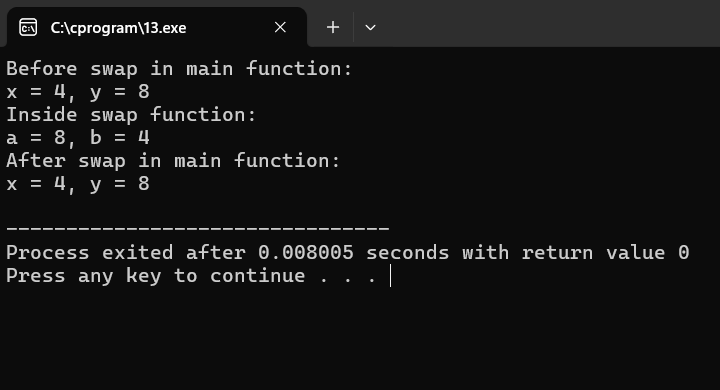 C:\cprogram\13.exe
Before swap in main function:
x = 4, y = 8
Inside swap function:
a = 8, b = 4
After swap in main function:
x = 4, y = 8
--------------------------------
Process exited after 0.008005 seconds with return value 0
Press any key to continue . . .